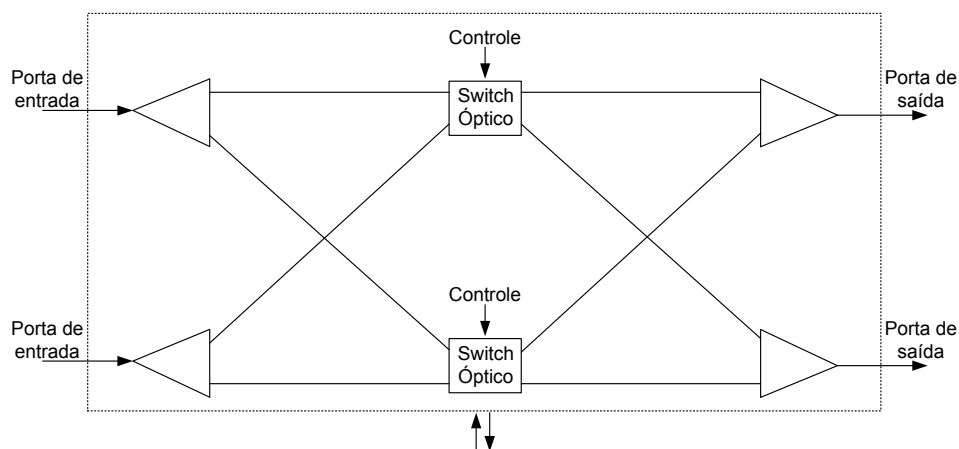 Controle
Porta de
entrada
Switch
Óptico
Porta de
saída
Controle
Porta de
entrada
Switch
Óptico
Porta de
saída